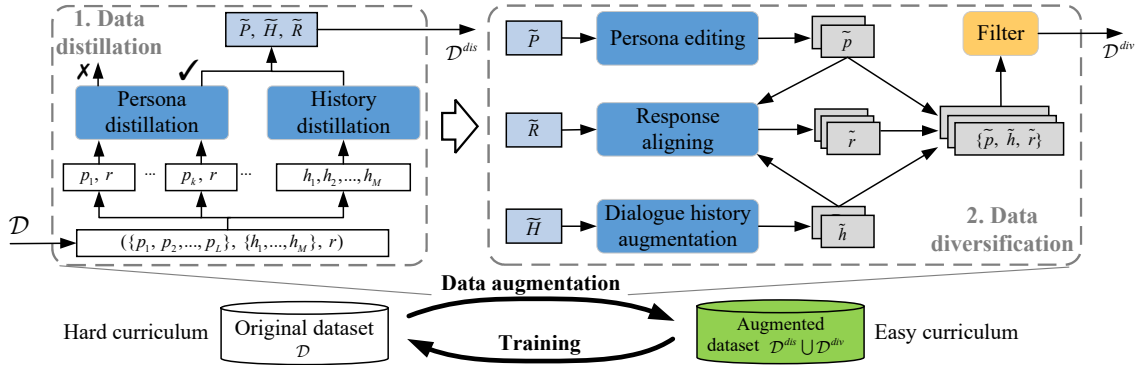 1. Data
distillation
P̃, H̃, R̃
𝒟^{dis}
✗
✓
Persona
distillation
History
distillation
p_1, r
...
p_k, r
...
h_1, h_2,...,h_M
𝒟
({p_1, p_2,..., p_L}, {h_1,..., h_M}, r)
P̃
Persona editing
p̃
Filter
𝒟^{div}
R̃
Response
aligning
r̃
{p̃, h̃, r̃}
H̃
Dialogue history
augmentation
h̃
2. Data
diversification
Data augmentation
Hard curriculum
Original dataset
𝒟
Training
Augmented
dataset 𝒟^{dis} ⋃ 𝒟^{div}
Easy curriculum